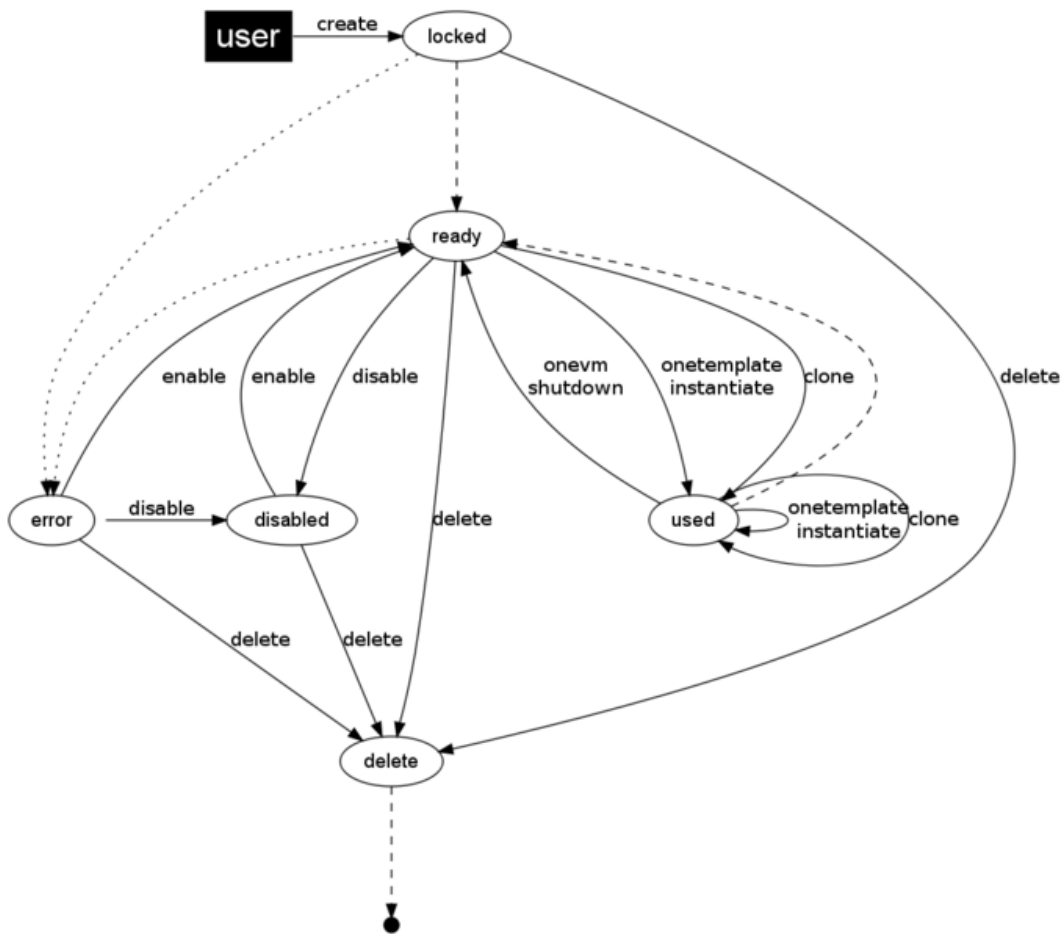 user
create
locked
ready
enable
enable
disable
onevm
shutdown
onetemplate
instantiate
clone
delete
error
disable
disabled
delete
used
onetemplate
instantiate
clone
delete
delete
delete